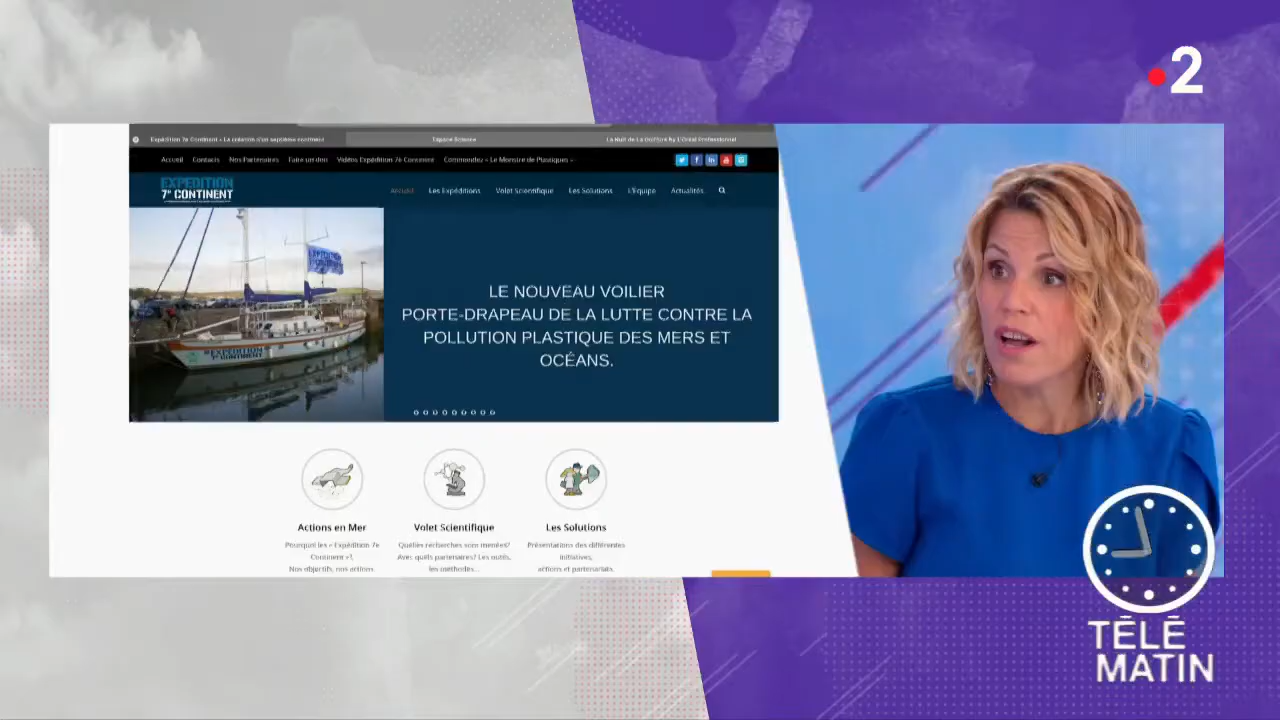 2
Expédition 7e Continent » La création d'un septième continent
Espace Science
La Nuit de La Coiffure by L'Oréal Professionnel
Accueil Contacts Nos Partenaires Faire un don Vidéos Expédition 7è Continent Commandez « Le Monstre de Plastiques »
f in
EXPEDITION
7e CONTINENT
Accueil Les Expéditions Volet Scientifique Les Solutions L'Equipe Actualités
LE NOUVEAU VOILIER
PORTE-DRAPEAU DE LA LUTTE CONTRE LA
POLLUTION PLASTIQUE DES MERS ET
OCÉANS.
EXPEDITION
7e CONTINENT
Actions en Mer
Pourquoi les « Expédition 7e
Continent »?,
Nos objectifs, nos actions.
Volet Scientifique
Quelles recherches sont menées?
Avec quels partenaires? Les outils,
les méthodes...
Les Solutions
Présentations des différentes
initiatives,
actions et partenariats.
TÉLÉ
MATIN